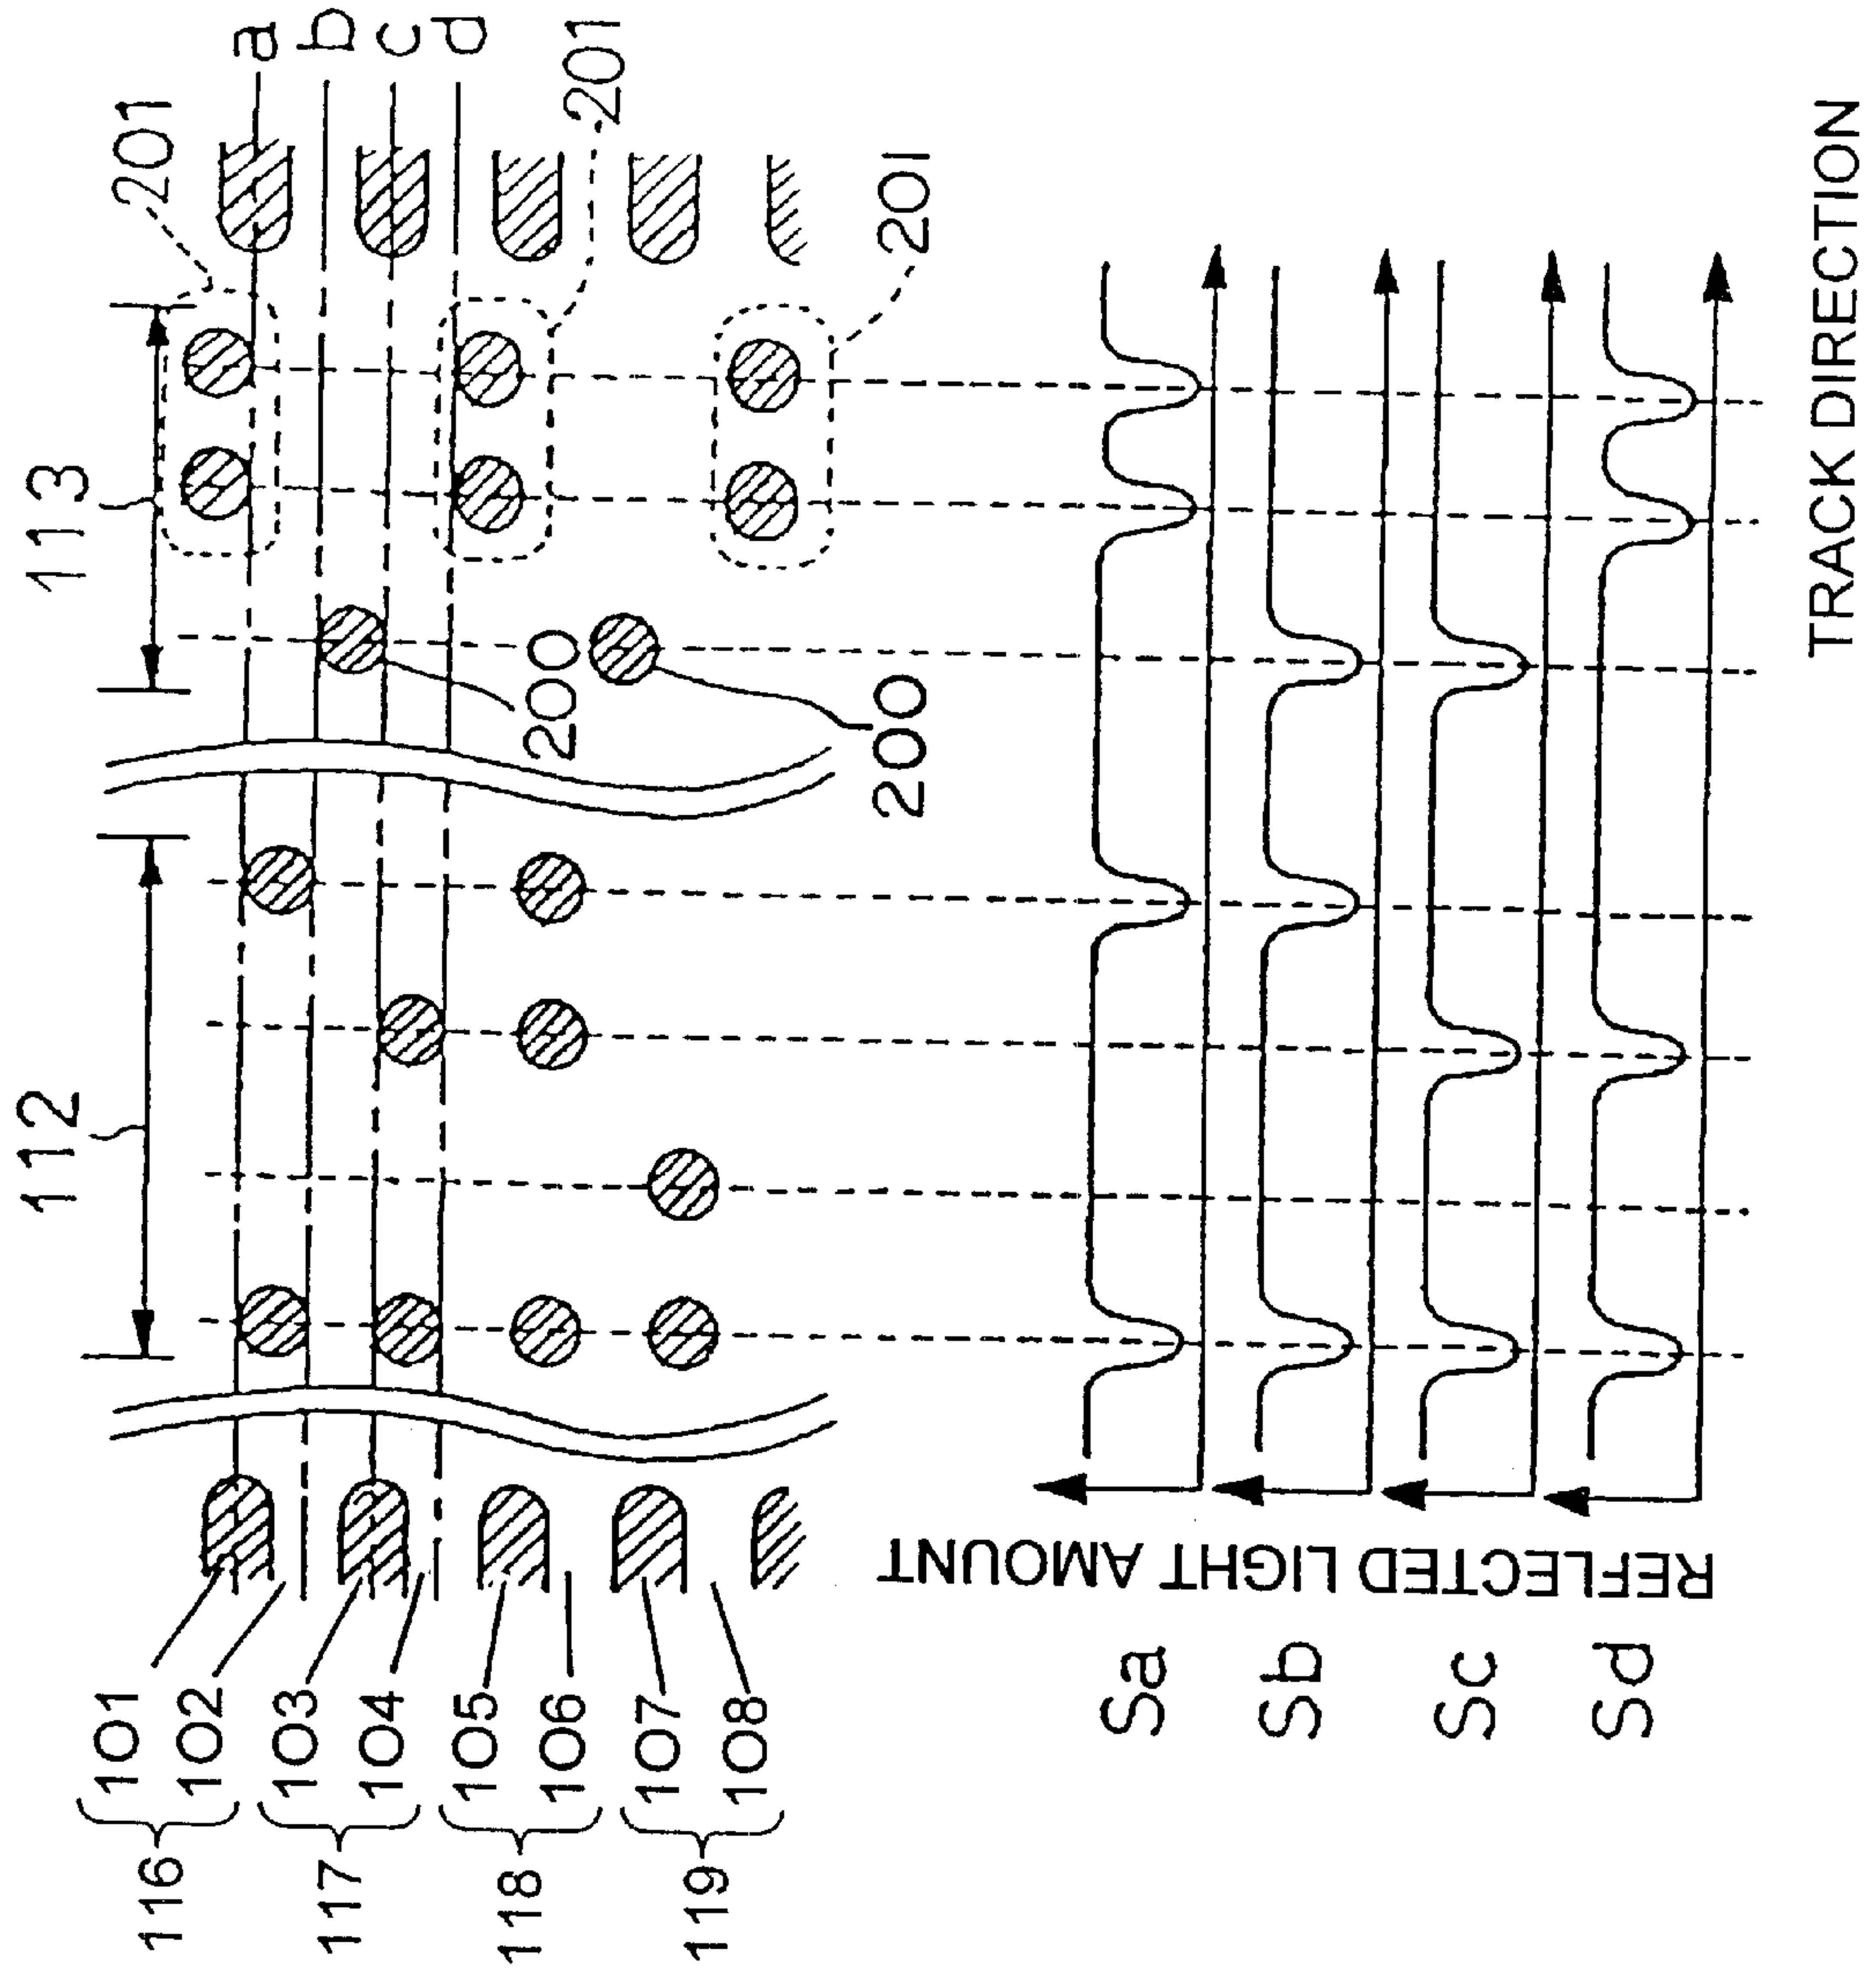 112
113
201
a
b
c
d
201
201
200
200
101
102
103
104
105
106
107
108
116
117
118
119
REFLECTED LIGHT AMOUNT
Sa
Sb
Sc
Sd
TRACK DIRECTION